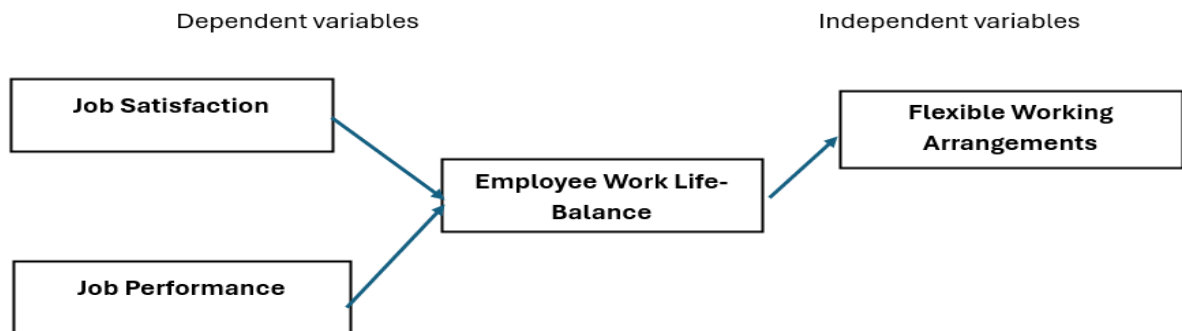 Dependent variables
Independent variables
Job Satisfaction
Flexible Working
Arrangements
Employee Work Life-
Balance
Job Performance